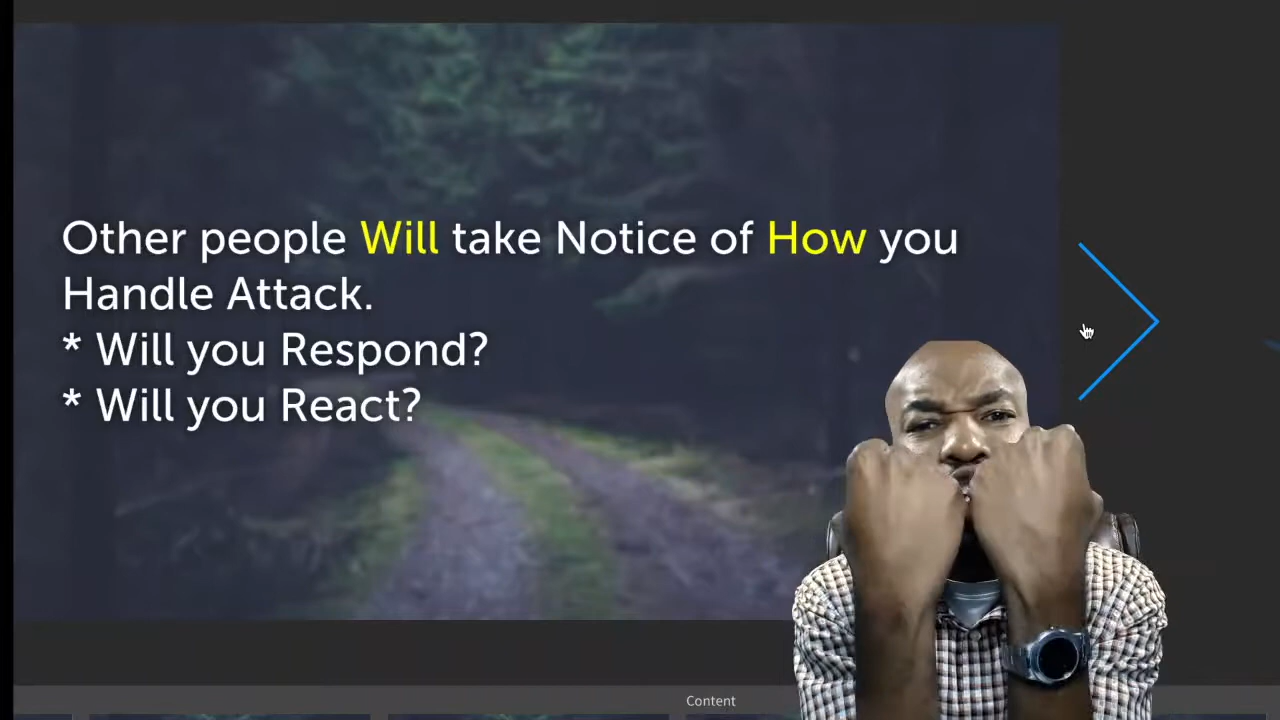 Other people Will take Notice of How you
Handle Attack.
* Will you Respond?
* Will you React?
Content